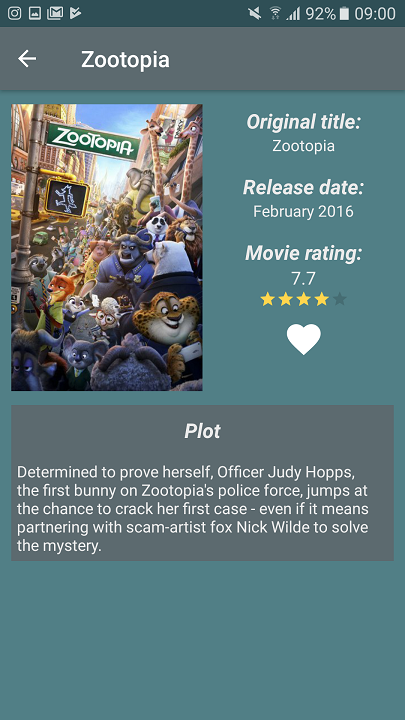 92% 09:00
Zootopia
ZOOTOPIA
Original title:
Zootopia
Release date:
February 2016
Movie rating:
7.7
Plot
Determined to prove herself, Officer Judy Hopps,
the first bunny on Zootopia's police force, jumps at
the chance to crack her first case - even if it means
partnering with scam-artist fox Nick Wilde to solve
the mystery.